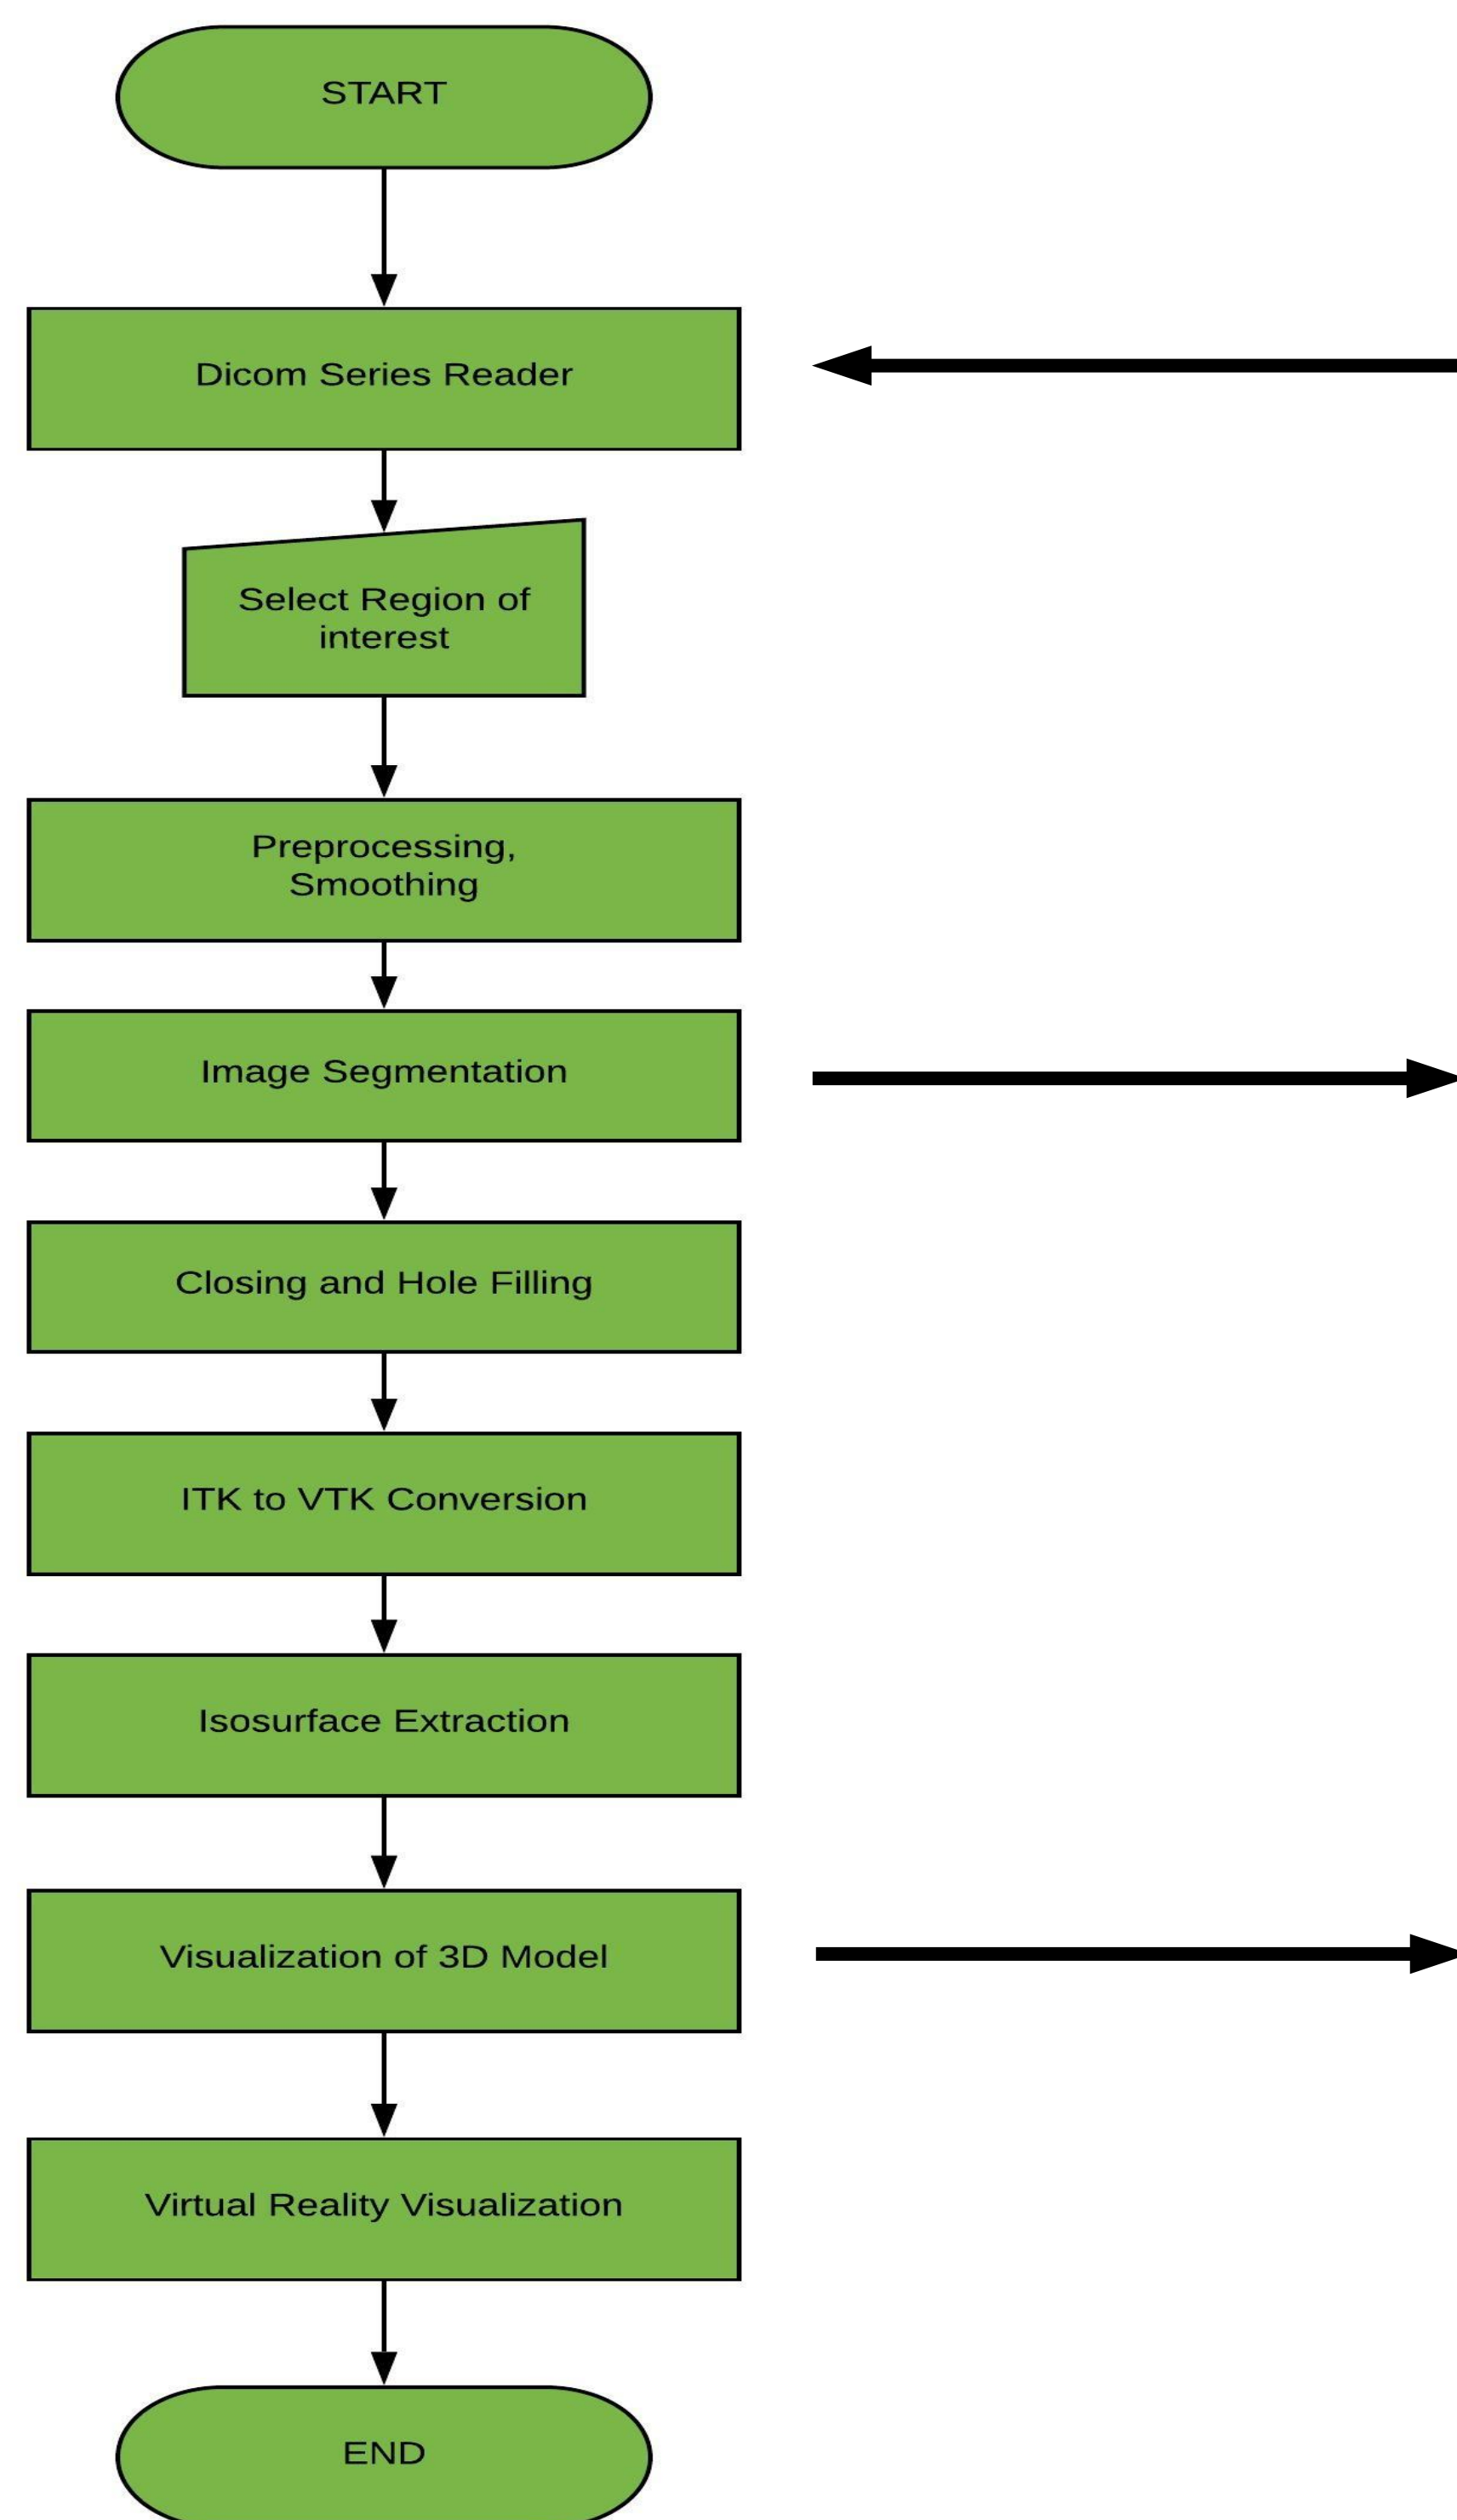 START
Dicom Series Reader
Select Region of
interest
Preprocessing,
Smoothing
Image Segmentation
Closing and Hole Filling
ITK to VTK Conversion
Isosurface Extraction
Visualization of 3D Model
Virtual Reality Visualization
END